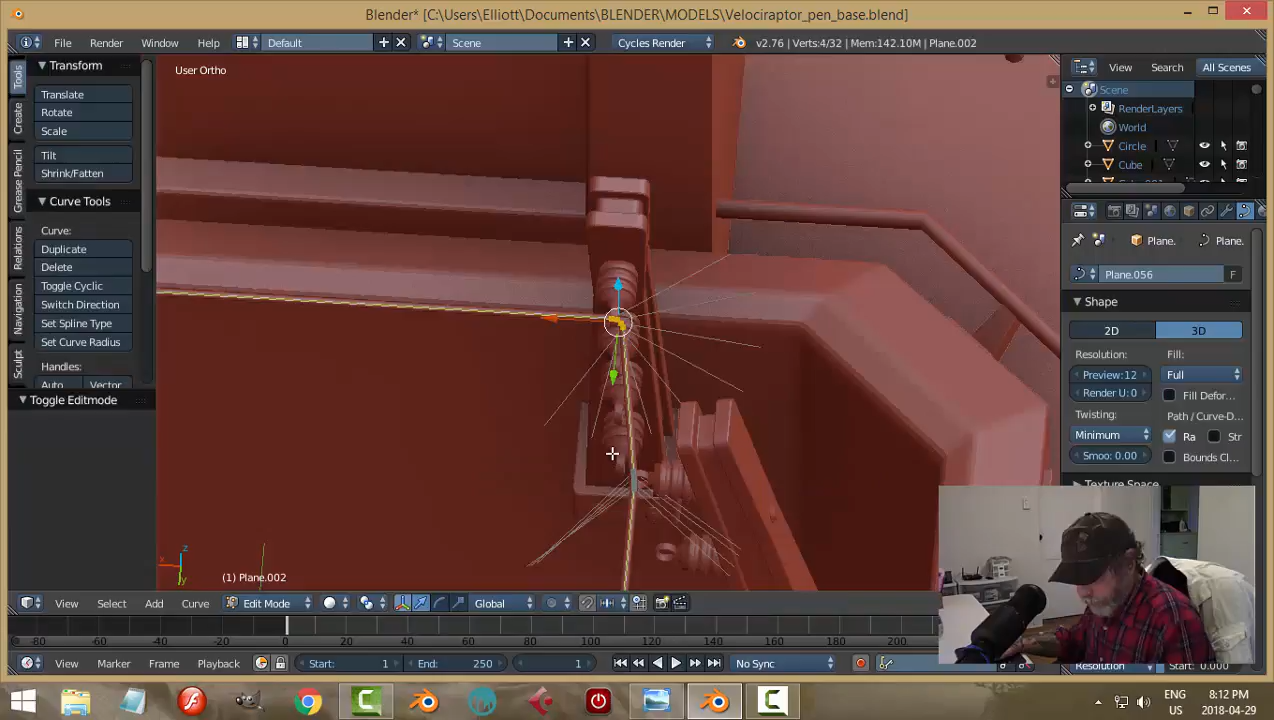 Blender* [C:\Users\Elliott\Documents\BLENDER\MODELS\Velociraptor_pen_base.blend]
File Render Window Help Default Scene Cycles Render v2.76 | Verts:4/32 | Mem:142.10M | Plane.002
Tools
Create
Grease Pencil
Navigation
Relations
Sculpt
Transform
Translate
Rotate
Scale
Tilt
Shrink/Fatten
Curve Tools
Curve:
Duplicate
Delete
Toggle Cyclic
Switch Direction
Set Spline Type
Set Curve Radius
Handles:
Auto Vector
Toggle Editmode
User Ortho
(1) Plane.002
View Search All Scenes
Scene
RenderLayers
World
Circle
Cube
Plane. Plane.
Plane.056 F
Shape
2D 3D
Resolution: Fill:
Preview:12 Full
Render U: 0 Fill Defor...
Twisting: Path / Curve-D...
Minimum Ra Str
Smoo: 0.00 Bounds Cl...
Texture Space
View Select Add Curve Edit Mode Global
-80 -60 -40 -20 0 20 40 60 80 100 120 140 160 180 200
View Marker Frame Playback Start: 1 End: 250 1 No Sync
Resolution Start: 0.000
ENG 8:12 PM
US 2018-04-29